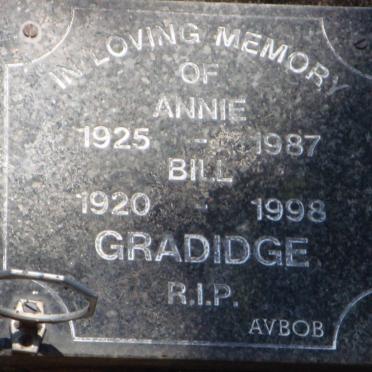 IN LOVING MEMORY
OF
ANNIE
1925 - 1987
BILL
1920 - 1998
GRADIDGE
R.I.P.
AVBOB